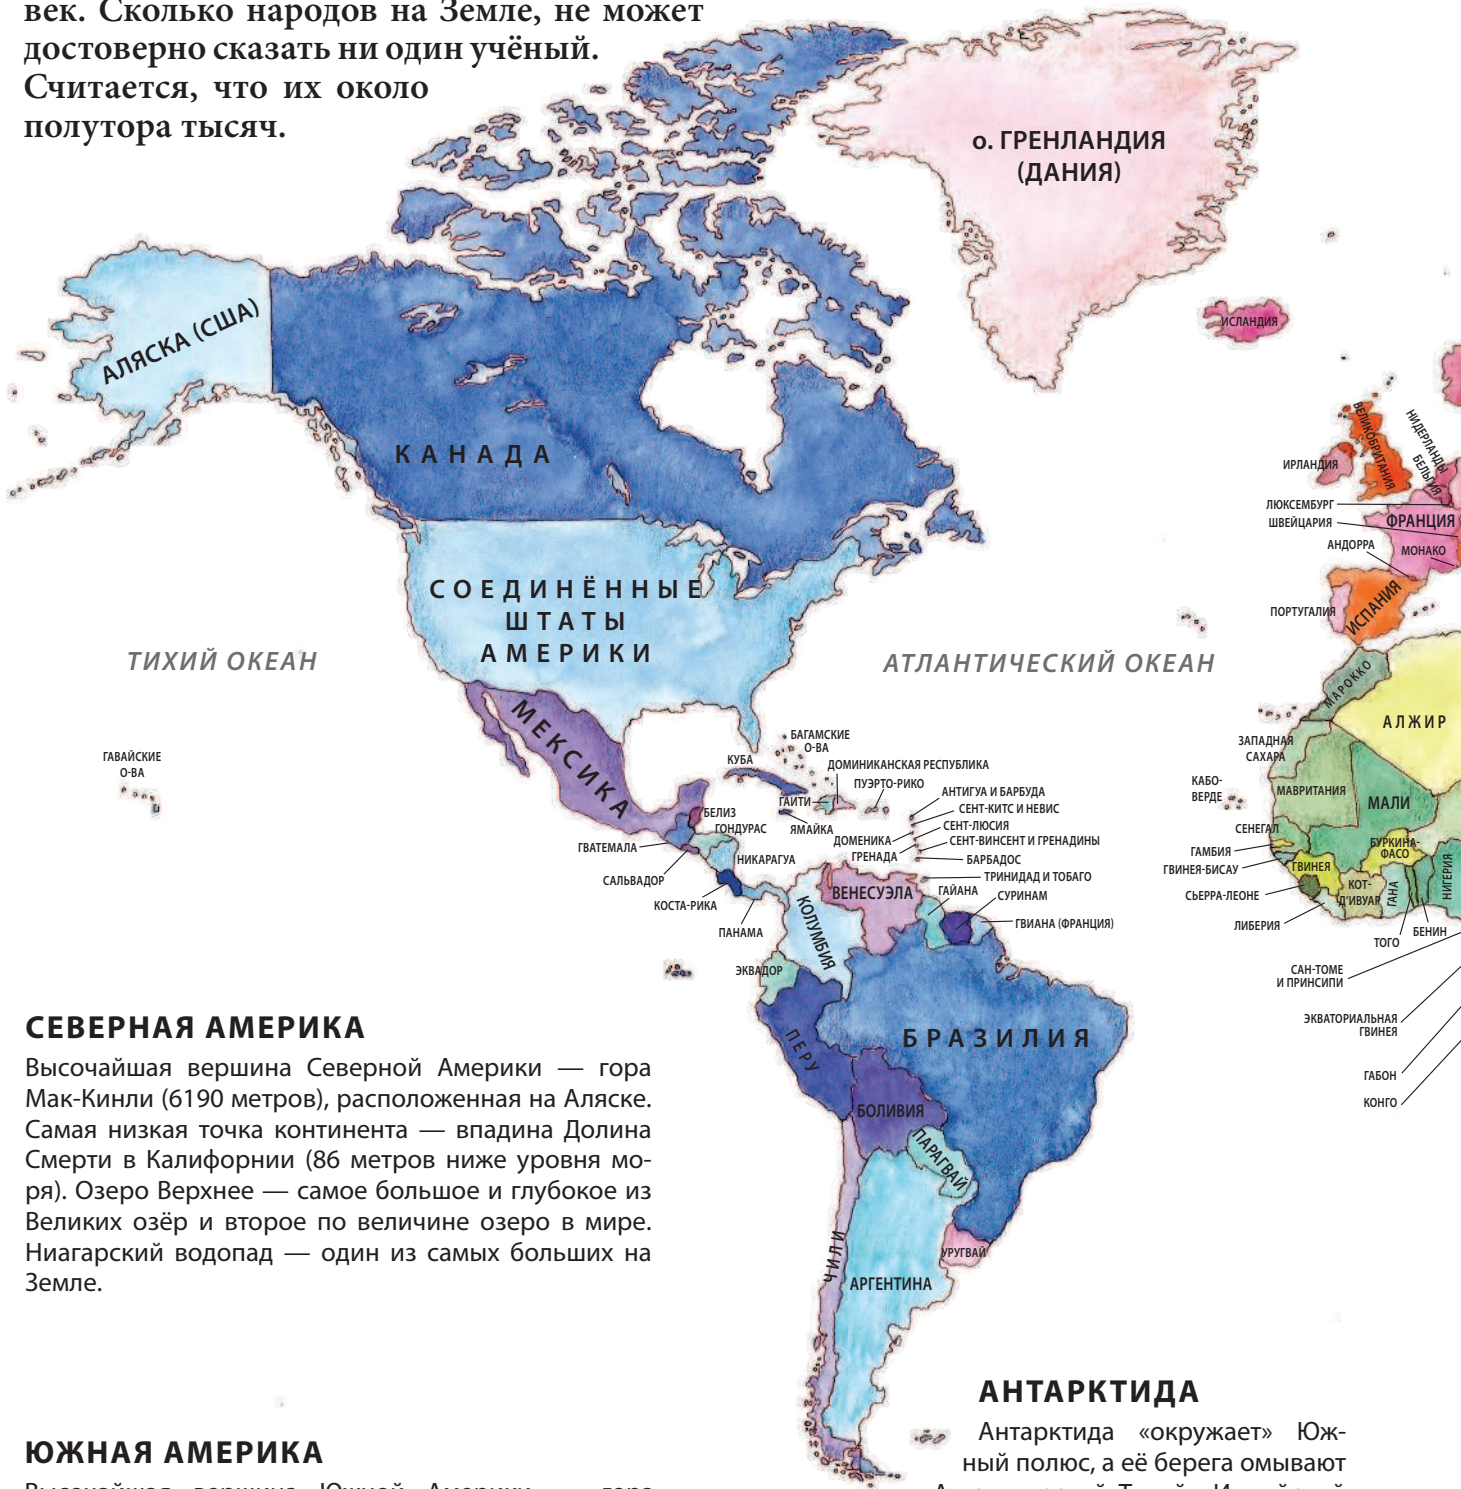 век. Сколько народов на Земле, не может
достоверно сказать ни один учёный.
Считается, что их около
полутора тысяч.
о. ГРЕНЛАНДИЯ
(ДАНИЯ)
АЛЯСКА (США)
ИСЛАНДИЯ
КАНАДА
ВЕЛИКОБРИТАНИЯ
НИДЕРЛАНДЫ
БЕЛЬГИЯ
ИРЛАНДИЯ
ЛЮКСЕМБУРГ
ШВЕЙЦАРИЯ
ФРАНЦИЯ
АНДОРРА
МОНАКО
СОЕДИНЁННЫЕ
ШТАТЫ
АМЕРИКИ
ПОРТУГАЛИЯ
ИСПАНИЯ
ТИХИЙ ОКЕАН
АТЛАНТИЧЕСКИЙ ОКЕАН
МАРОККО
АЛЖИР
МЕКСИКА
ЗАПАДНАЯ
САХАРА
ГАВАЙСКИЕ
О-ВА
БАГАМСКИЕ
О-ВА
КУБА
ДОМИНИКАНСКАЯ РЕСПУБЛИКА
ПУЭРТО-РИКО
АНТИГУА И БАРБУДА
ГАИТИ
СЕНТ-КИТС И НЕВИС
КАБО-
ВЕРДЕ
МАВРИТАНИЯ
МАЛИ
БЕЛИЗ
ГОНДУРАС
ЯМАЙКА
СЕНТ-ЛЮСИЯ
ДОМЕНИКА
СЕНТ-ВИНСЕНТ И ГРЕНАДИНЫ
СЕНЕГАЛ
ГВАТЕМАЛА
НИКАРАГУА
ГРЕНАДА
БАРБАДОС
ГАМБИЯ
БУРКИНА-
ФАСО
ГВИНЕЯ-БИСАУ
ГВИНЕЯ
НИГЕРИЯ
САЛЬВАДОР
ТРИНИДАД И ТОБАГО
ВЕНЕСУЭЛА
ГАЙАНА
СУРИНАМ
СЬЕРРА-ЛЕОНЕ
КОТ-
Д'ИВУАР
ГАНА
КОСТА-РИКА
ПАНАМА
КОЛУМБИЯ
ГВИАНА (ФРАНЦИЯ)
ЛИБЕРИЯ
ТОГО
БЕНИН
ЭКВАДОР
САН-ТОМЕ
И ПРИНСИПИ
ЭКВАТОРИАЛЬНАЯ
ГВИНЕЯ
ПЕРУ
БРАЗИЛИЯ
ГАБОН
КОНГО
БОЛИВИЯ
ПАРАГВАЙ
ЧИЛИ
УРУГВАЙ
АРГЕНТИНА
СЕВЕРНАЯ АМЕРИКА
Высочайшая вершина Северной Америки — гора
Мак-Кинли (6190 метров), расположенная на Аляске.
Самая низкая точка континента — впадина Долина
Смерти в Калифорнии (86 метров ниже уровня мо-
ря). Озеро Верхнее — самое большое и глубокое из
Великих озёр и второе по величине озеро в мире.
Ниагарский водопад — один из самых больших на
Земле.
АНТАРКТИДА
Антарктида «окружает» Юж-
ный полюс, а её берега омывают
ЮЖНАЯ АМЕРИКА
Высочайшая вершина Южной Америки — гора